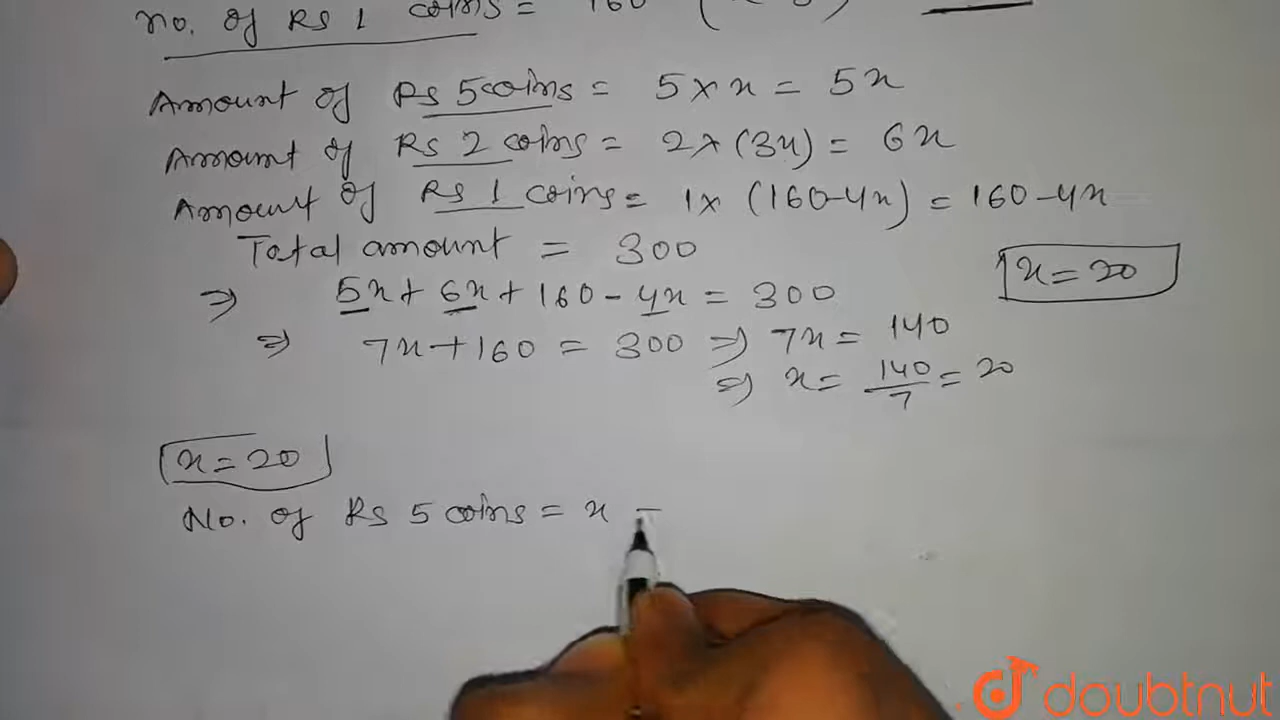 No. of Rs 1 coins = 160
Amount of Rs 5 coins = 5 × x = 5x
Amount of Rs 2 coins = 2 × (3x) = 6x
Amount of Rs 1 coins = 1 × (160-4x) = 160-4x
Total amount = 300
⇒ 5x + 6x + 160 - 4x = 300
x = 20
⇒ 7x + 160 = 300 ⇒ 7x = 140
⇒ x = 140/7 = 20
x = 20
No. of Rs 5 coins = x -
doubtnut